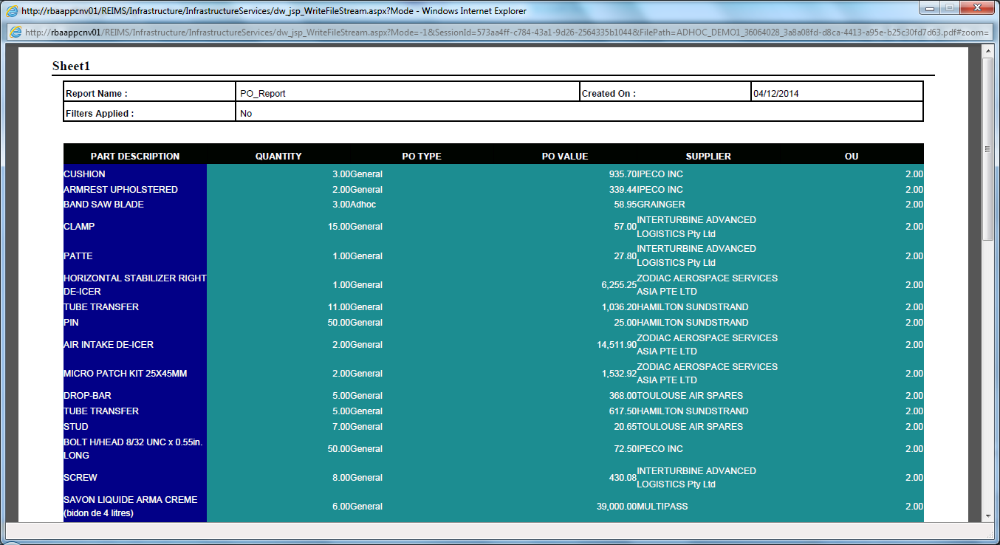 http://rbaappcnv01/REIMS/Infrastructure/InfrastructureServices/dw_jsp_WriteFileStream.aspx?Mode - Windows Internet Explorer
http://rbaappcnv01/REIMS/Infrastructure/InfrastructureServices/dw_jsp_WriteFileStream.aspx?Mode=-1&SessionId=573aa4ff-c784-43a1-9d26-2564335b1044&FilePath=ADHOC_DEMO1_36064028_3a8a08fd-d8ca-4413-a95e-b25c30fd7d63.pdf#zoom=
Sheet1
Report Name : PO_Report Created On : 04/12/2014
Filters Applied : No
PART DESCRIPTION QUANTITY PO TYPE PO VALUE SUPPLIER OU
CUSHION 3.00 General 935.70 IPECO INC 2.00
ARMREST UPHOLSTERED 2.00 General 339.44 IPECO INC 2.00
BAND SAW BLADE 3.00 Adhoc 58.95 GRAINGER 2.00
CLAMP 15.00 General 57.00 INTERTURBINE ADVANCED
LOGISTICS Pty Ltd 2.00
PATTE 1.00 General 27.80 INTERTURBINE ADVANCED
LOGISTICS Pty Ltd 2.00
HORIZONTAL STABILIZER RIGHT
DE-ICER 1.00 General 6,255.25 ZODIAC AEROSPACE SERVICES
ASIA PTE LTD 2.00
TUBE TRANSFER 11.00 General 1,036.20 HAMILTON SUNDSTRAND 2.00
PIN 50.00 General 25.00 HAMILTON SUNDSTRAND 2.00
AIR INTAKE DE-ICER 2.00 General 14,511.90 ZODIAC AEROSPACE SERVICES
ASIA PTE LTD 2.00
MICRO PATCH KIT 25X45MM 2.00 General 1,532.92 ZODIAC AEROSPACE SERVICES
ASIA PTE LTD 2.00
DROP-BAR 5.00 General 368.00 TOULOUSE AIR SPARES 2.00
TUBE TRANSFER 5.00 General 617.50 HAMILTON SUNDSTRAND 2.00
STUD 7.00 General 20.65 TOULOUSE AIR SPARES 2.00
BOLT H/HEAD 8/32 UNC x 0.55in.
LONG 50.00 General 72.50 IPECO INC 2.00
SCREW 8.00 General 430.08 INTERTURBINE ADVANCED
LOGISTICS Pty Ltd 2.00
SAVON LIQUIDE ARMA CREME
(bidon de 4 litres) 6.00 General 39,000.00 MULTIPASS 2.00